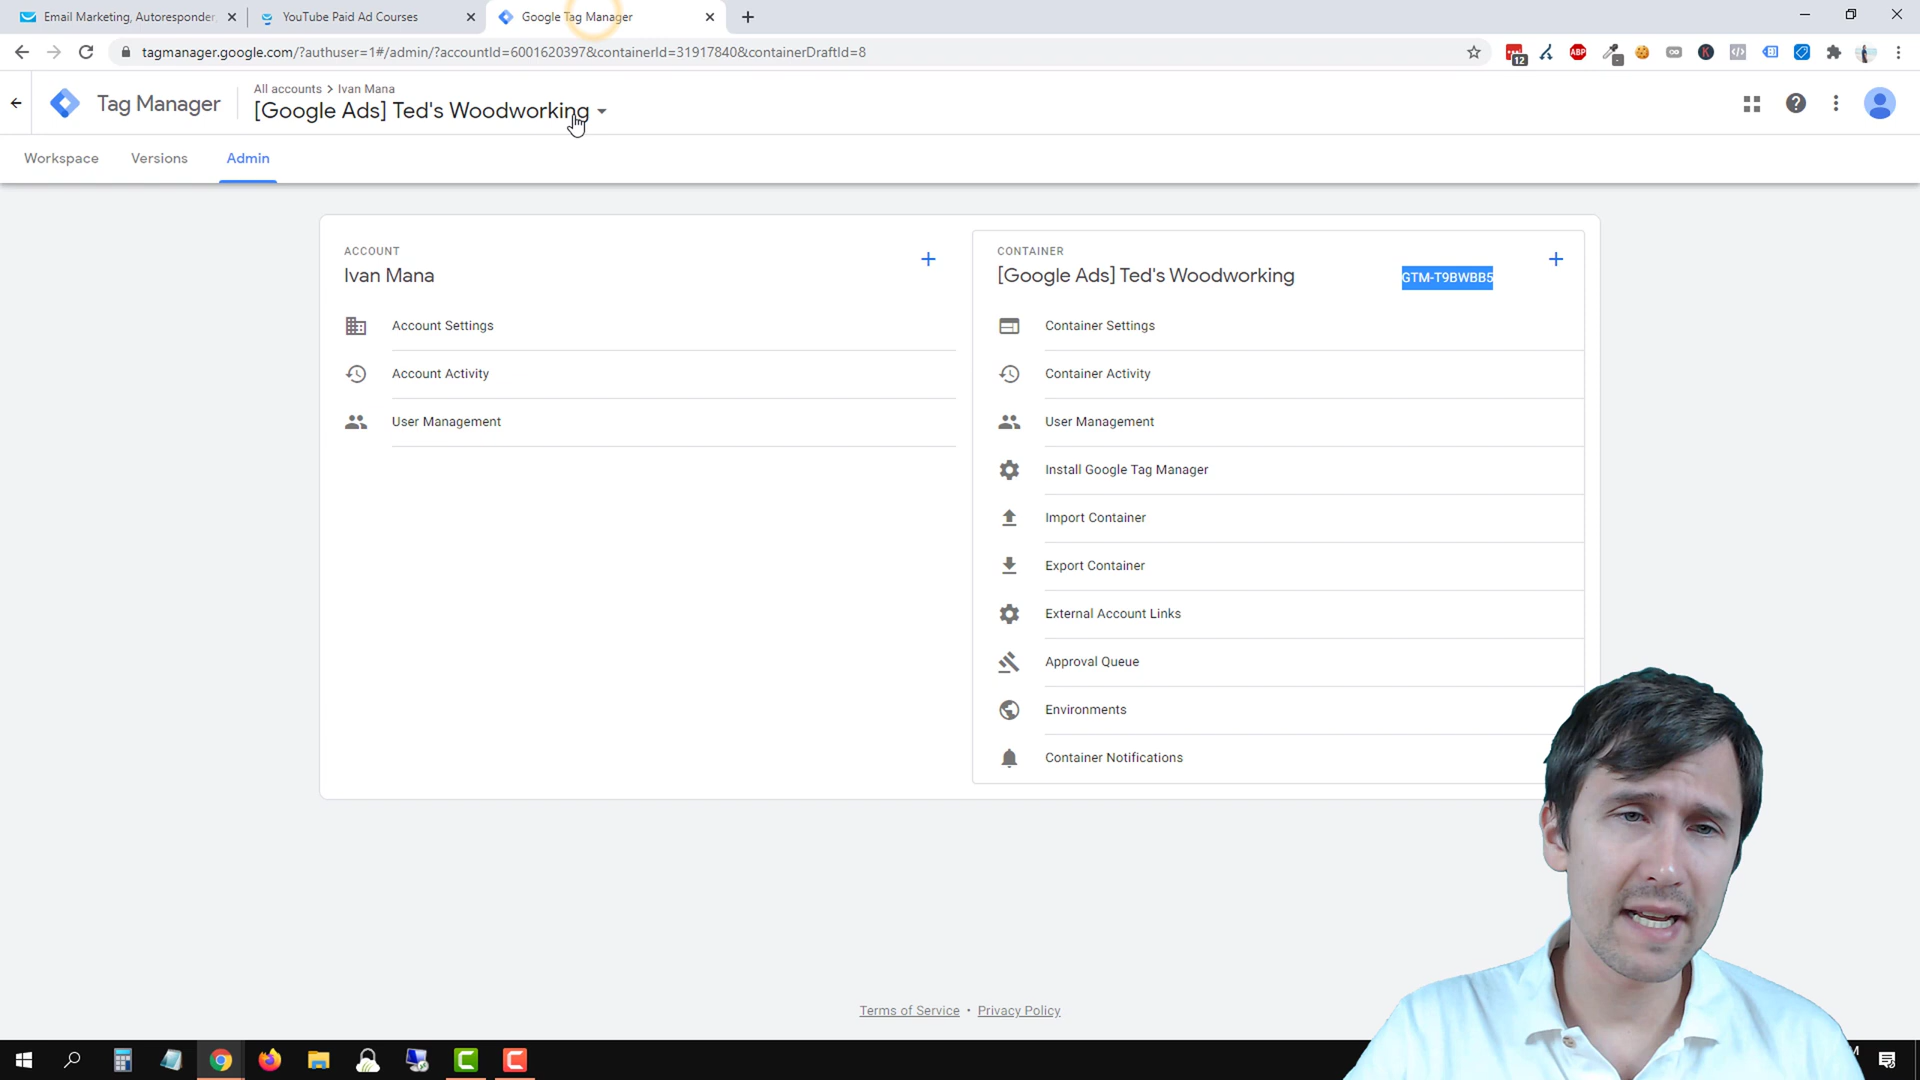 Email Marketing, Autoresponder,
YouTube Paid Ad Courses
Google Tag Manager
tagmanager.google.com/?authuser=1#/admin/?accountId=6001620397&containerId=31917840&containerDraftId=8
12
ABP
Tag Manager
All accounts > Ivan Mana
[Google Ads] Ted's Woodworking
Workspace
Versions
Admin
ACCOUNT
Ivan Mana
Account Settings
Account Activity
User Management
CONTAINER
[Google Ads] Ted's Woodworking
GTM-T9BWBB5
Container Settings
Container Activity
User Management
Install Google Tag Manager
Import Container
Export Container
External Account Links
Approval Queue
Environments
Container Notifications
Terms of Service • Privacy Policy